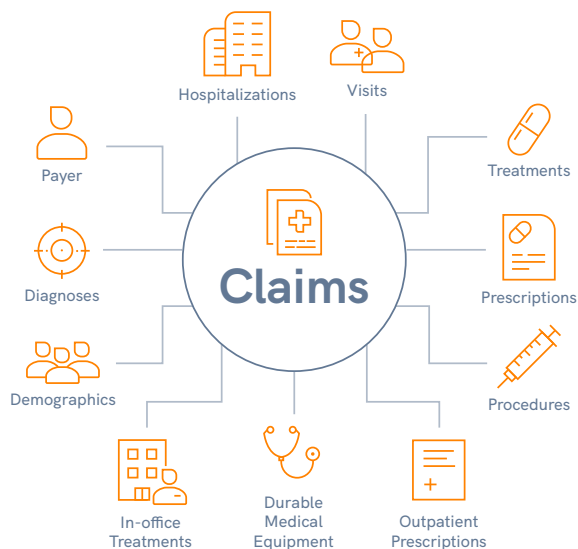 Hospitalizations
Visits
Payer
Treatments
Claims
Diagnoses
Prescriptions
Demographics
Procedures
In-office
Treatments
Durable
Medical
Equipment
Outpatient
Prescriptions